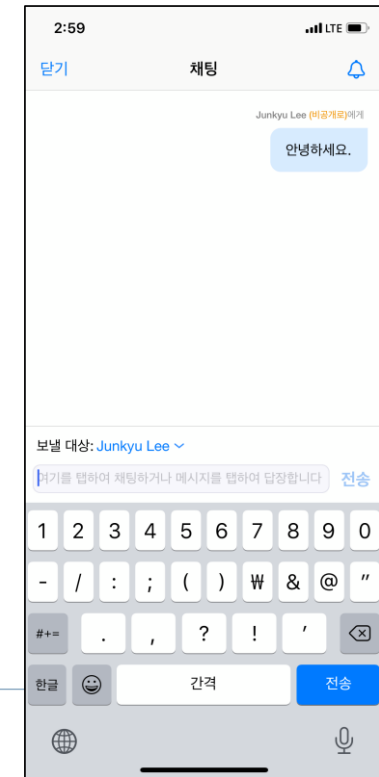 2:59 LTE
닫기 채팅
Junkyu Lee (비공개로)에게
안녕하세요.
보낼 대상: Junkyu Lee
여기를 탭하여 채팅하거나 메시지를 탭하여 답장합니다 전송
1 2 3 4 5 6 7 8 9 0
- / : ; ( ) ₩ & @ "
#+= . , ? ! '
한글 간격 전송